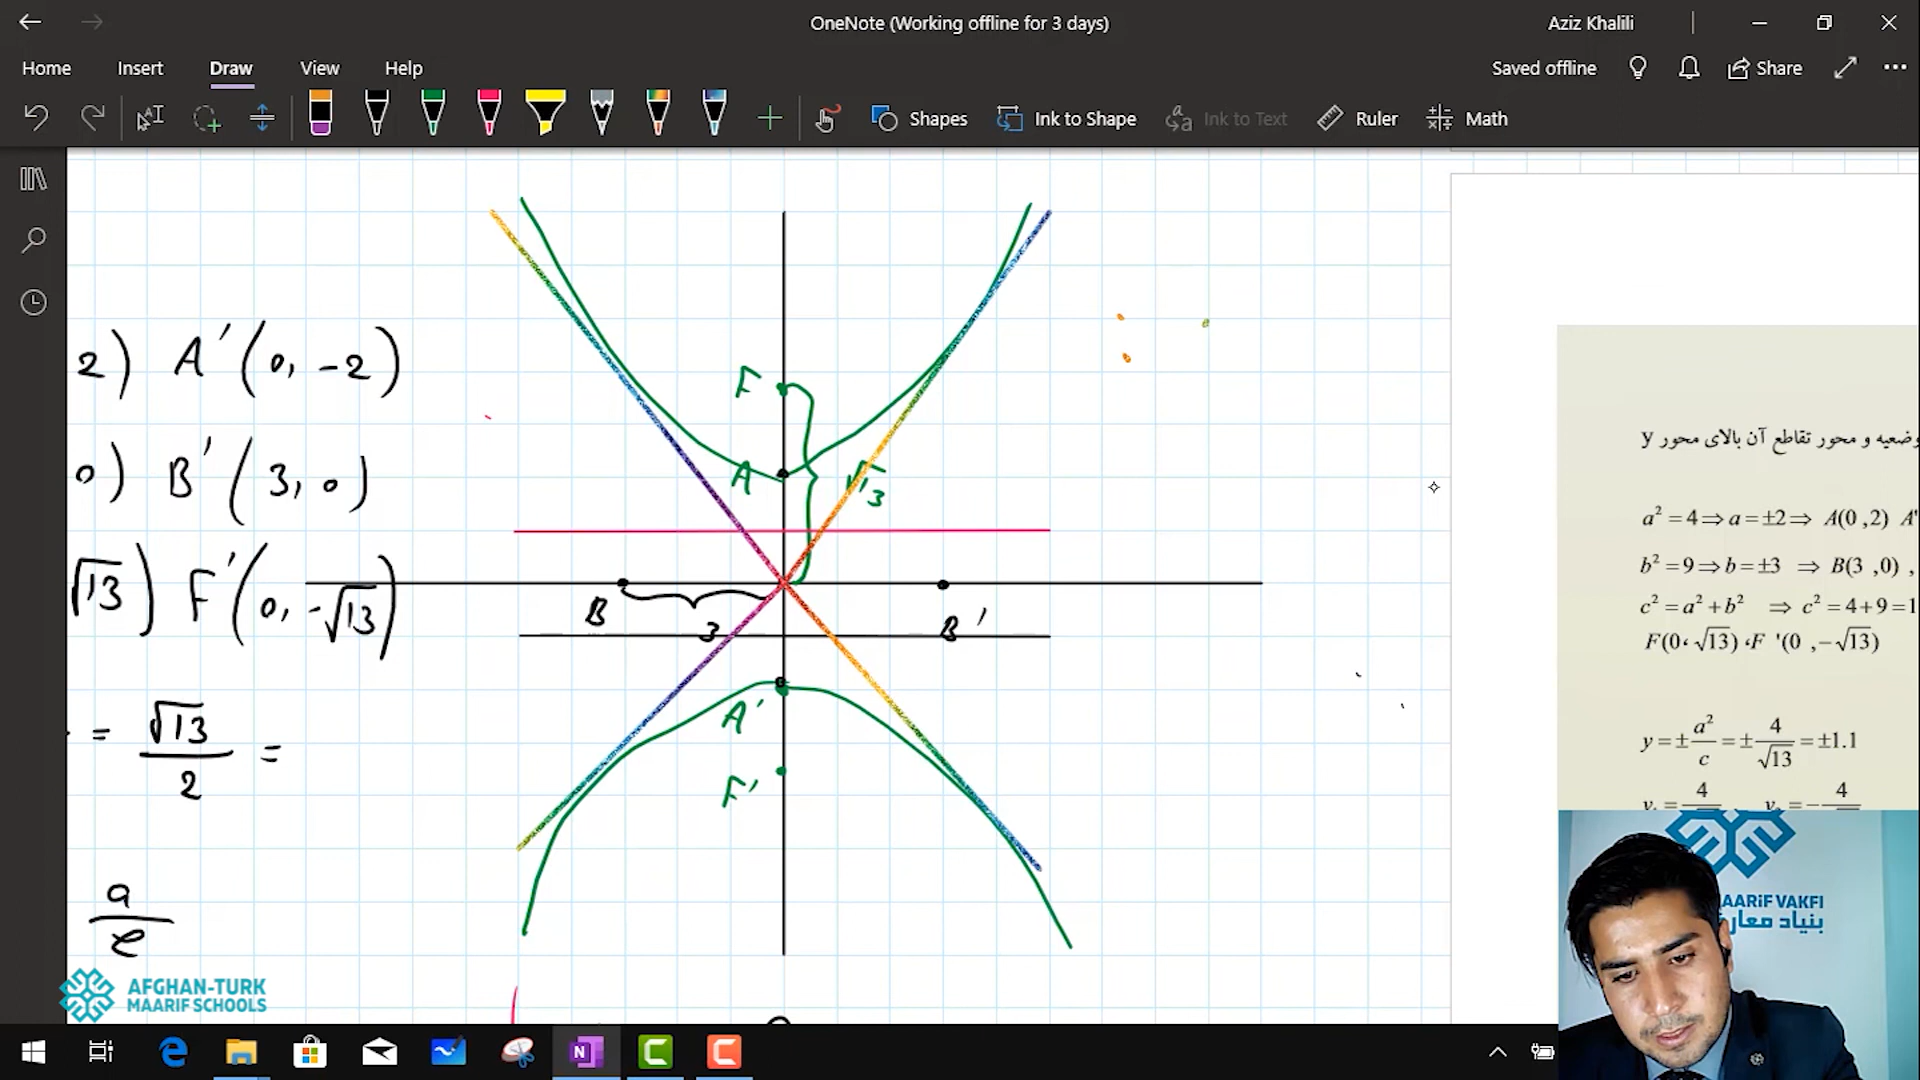 OneNote (Working offline for 3 days)
Aziz Khalili
Home Insert Draw View Help
Saved offline
Share
Shapes
Ink to Shape
Ink to Text
Ruler
Math
2) A'(0, -2)
0) B'(3, 0)
√13) F'(0, -√13)
= √13/2 =
a/e
F
A
√13
B
3
B'
A'
F'
وضعیه و محور تقاطع آن بالای محور y
a² = 4 ⇒ a = ±2 ⇒ A(0 ,2) A'
b² = 9 ⇒ b = ±3 ⇒ B(3 ,0) ,
c² = a² + b² ⇒ c² = 4+9 = 1
F(0، √13) ،F '(0 ,−√13)
y = ± a²/c = ± 4/√13 = ±1.1
AFGHAN-TURK
MAARIF SCHOOLS
MAARIF VAKFI
بنیاد معار